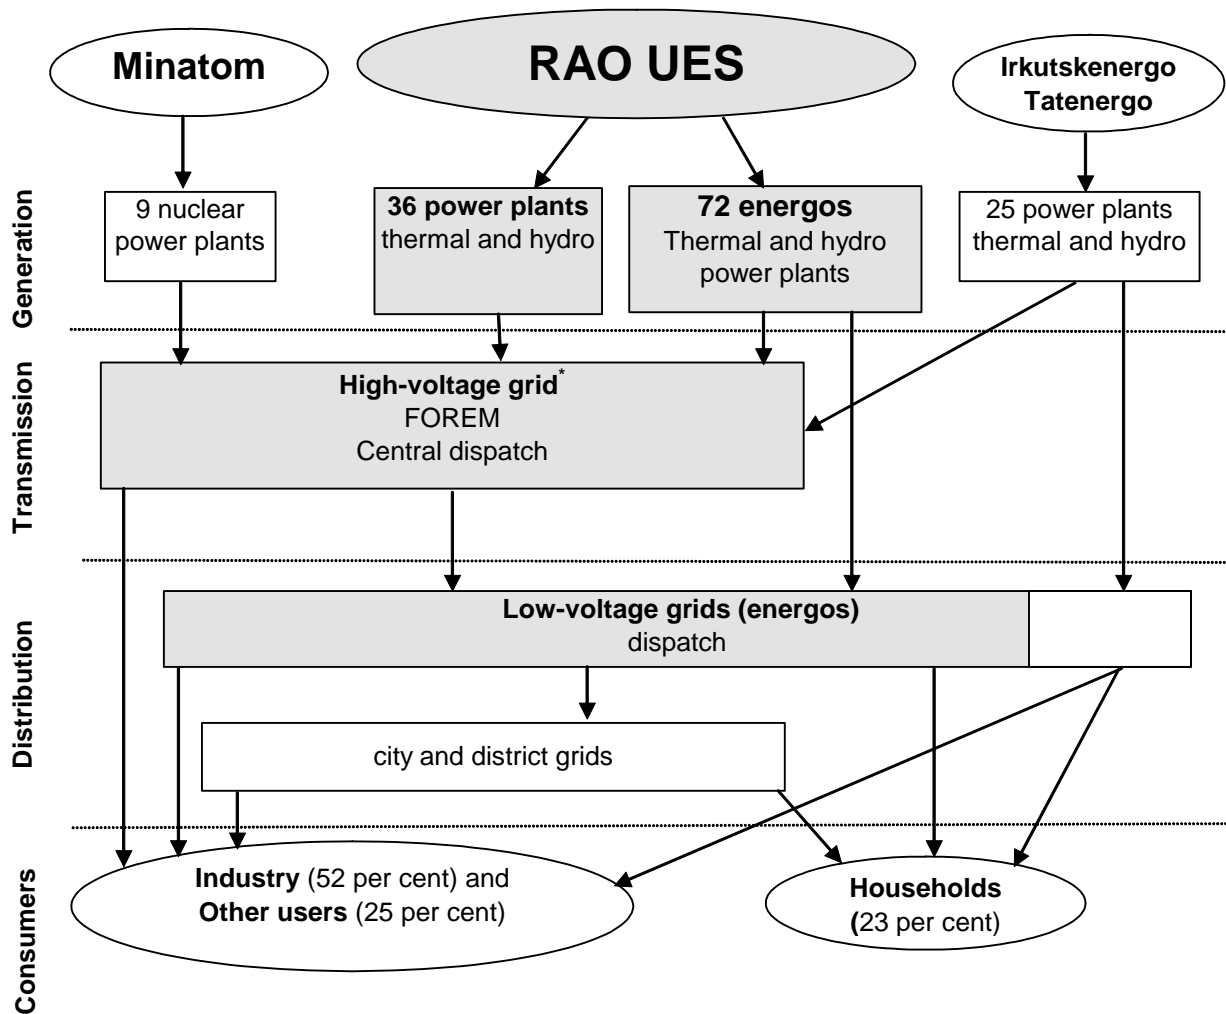 Minatom
RAO UES
Irkutskenergo
Tatenergo
Generation
9 nuclear
power plants
36 power plants
thermal and hydro
72 energos
Thermal and hydro
power plants
25 power plants
thermal and hydro
Transmission
High-voltage grid*
FOREM
Central dispatch
Distribution
Low-voltage grids (energos)
dispatch
city and district grids
Consumers
Industry (52 per cent) and
Other users (25 per cent)
Households
(23 per cent)